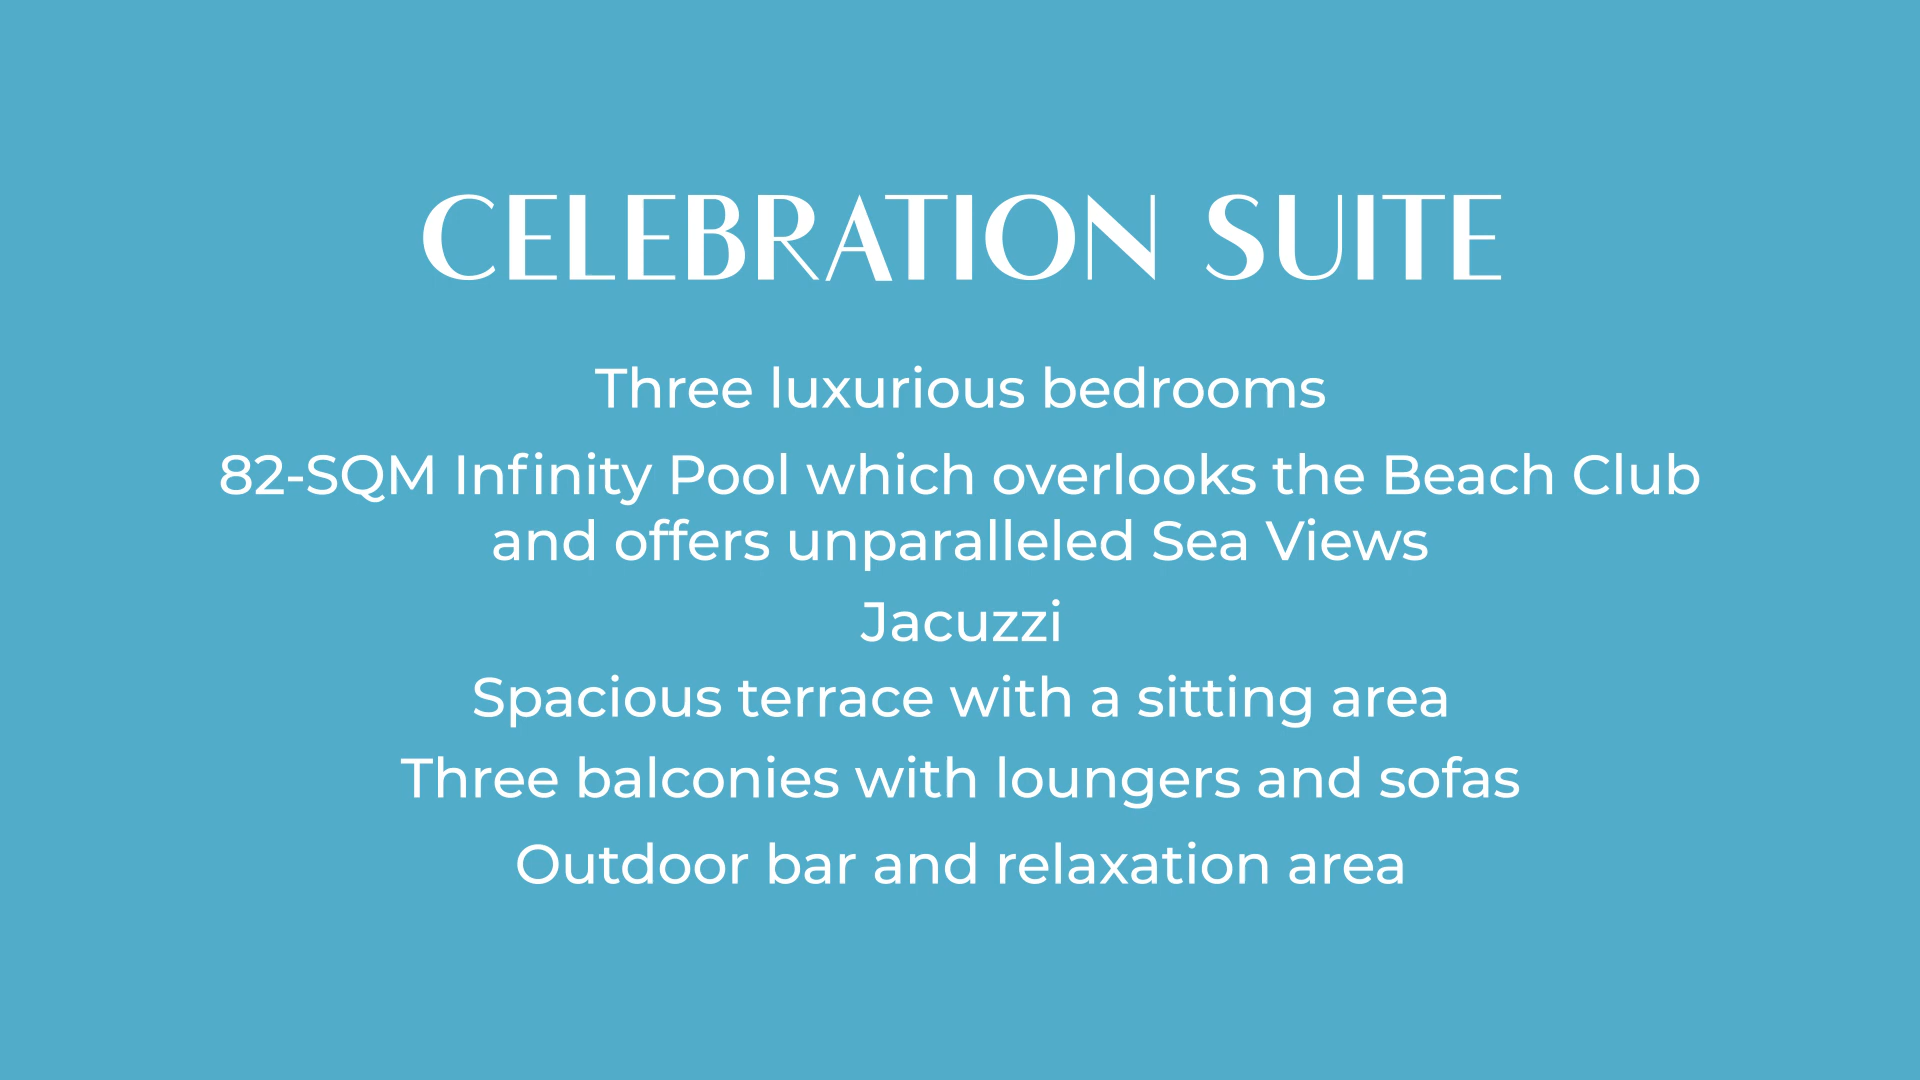 CELEBRATION SUITE
Three luxurious bedrooms
82-SQM Infinity Pool which overlooks the Beach Club
and offers unparalleled Sea Views
Jacuzzi
Spacious terrace with a sitting area
Three balconies with loungers and sofas
Outdoor bar and relaxation area